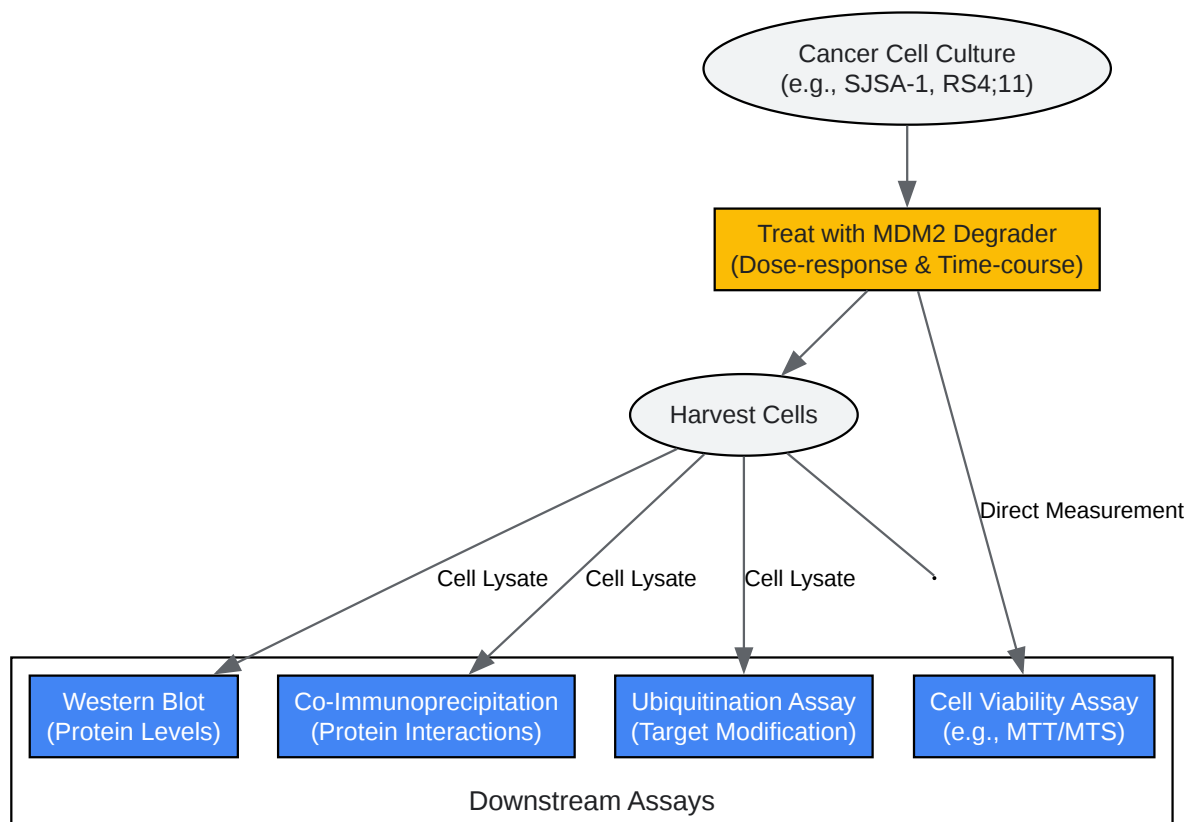 Cancer Cell Culture
(e.g., SJSA-1, RS4;11)
Treat with MDM2 Degrader
(Dose-response & Time-course)
Harvest Cells
Direct Measurement
Cell Lysate
Cell Lysate
Cell Lysate
Western Blot
(Protein Levels)
Co-Immunoprecipitation
(Protein Interactions)
Ubiquitination Assay
(Target Modification)
Cell Viability Assay
(e.g., MTT/MTS)
Downstream Assays